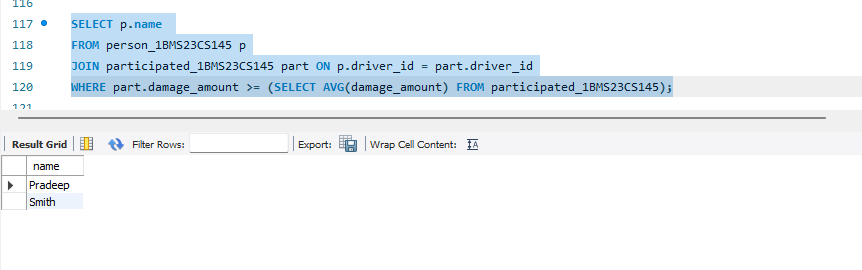 116
117 SELECT p.name
118 FROM person_1BMS23CS145 p
119 JOIN participated_1BMS23CS145 part ON p.driver_id = part.driver_id
120 WHERE part.damage_amount >= (SELECT AVG(damage_amount) FROM participated_1BMS23CS145);
121
Result Grid Filter Rows: Export: Wrap Cell Content: IA
name
Pradeep
Smith